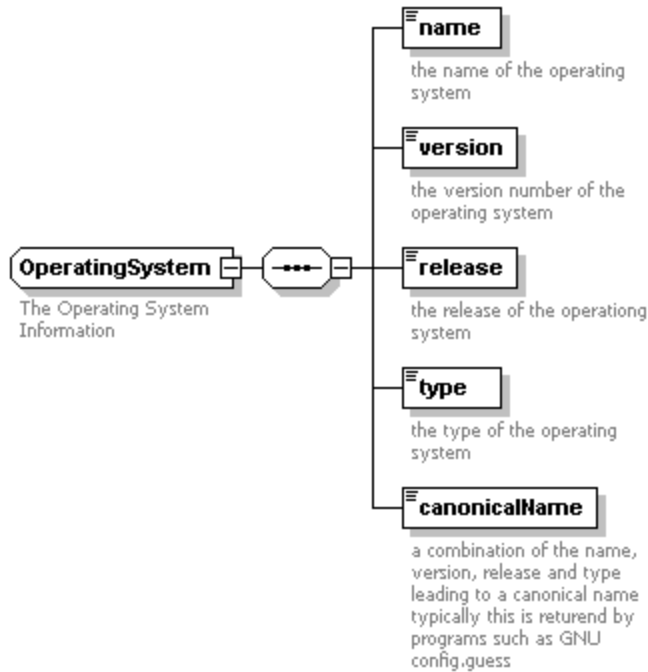 name
the name of the operating
system
version
the version number of the
operating system
OperatingSystem
The Operating System
Information
release
the release of the operationg
system
type
the type of the operating
system
canonicalName
a combination of the name,
version, release and type
leading to a canonical name
typically this is returend by
programs such as GNU
config.guess